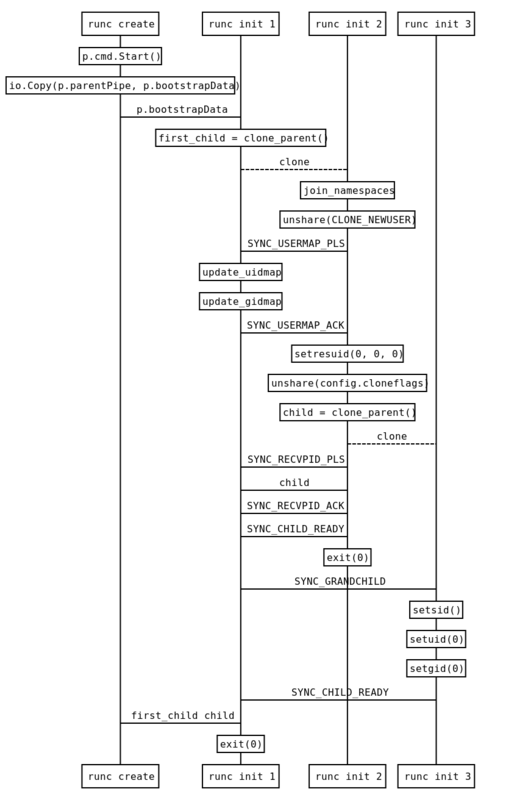 runc create runc init 1 runc init 2 runc init 3
p.cmd.Start()
io.Copy(p.parentPipe, p.bootstrapData)
p.bootstrapData
first_child = clone_parent()
clone
join_namespaces
unshare(CLONE_NEWUSER)
SYNC_USERMAP_PLS
update_uidmap
update_gidmap
SYNC_USERMAP_ACK
setresuid(0, 0, 0)
unshare(config.cloneflags)
child = clone_parent()
clone
SYNC_RECVPID_PLS
child
SYNC_RECVPID_ACK
SYNC_CHILD_READY
exit(0)
SYNC_GRANDCHILD
setsid()
setuid(0)
setgid(0)
SYNC_CHILD_READY
first_child child
exit(0)
runc create runc init 1 runc init 2 runc init 3